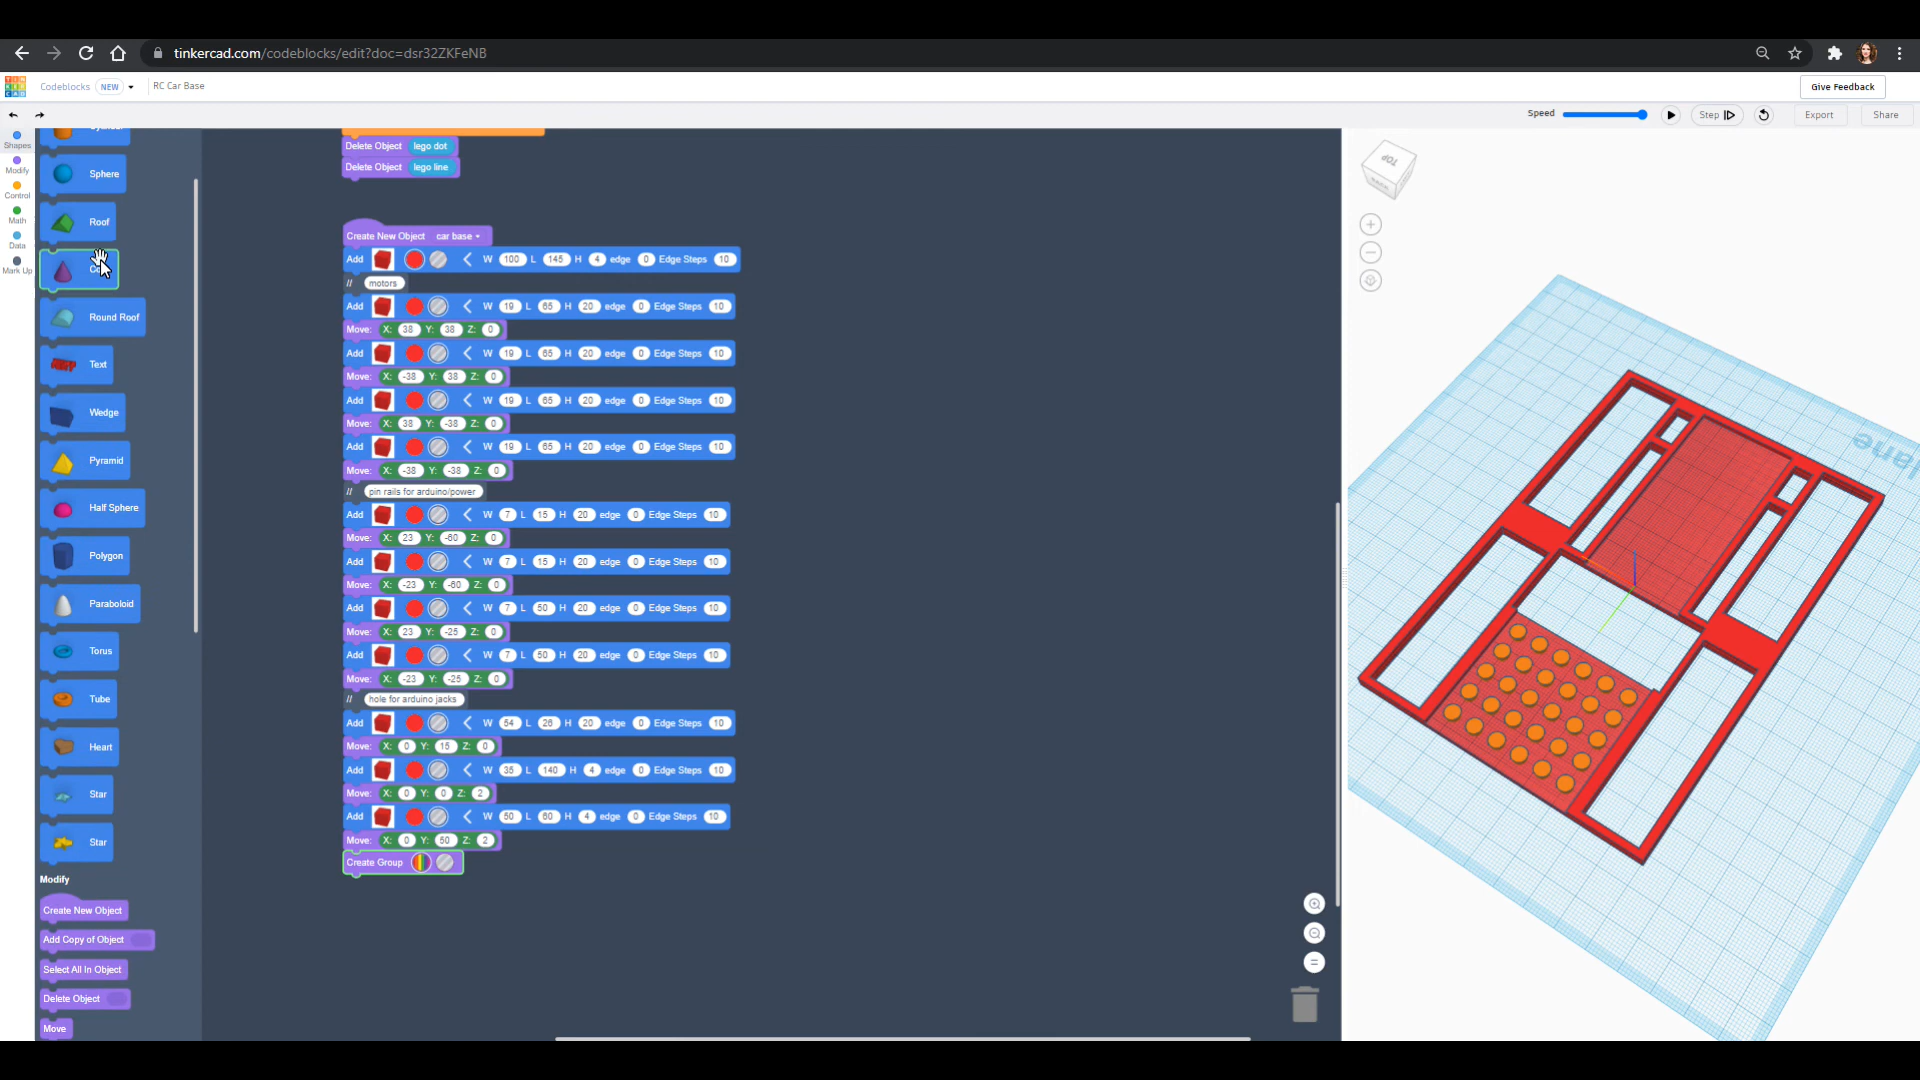 tinkercad.com/codeblocks/edit?doc=dsr32ZKFeNB
Codeblocks NEW RC Car Base
Give Feedback
Speed Step Export Share
Shapes
Modify
Control
Math
Data
Mark Up
Sphere
Roof
Round Roof
Text
Wedge
Pyramid
Half Sphere
Polygon
Paraboloid
Torus
Tube
Heart
Star
Star
Modify
Create New Object
Add Copy of Object
Select All In Object
Delete Object
Move
Delete Object lego dot
Delete Object lego line
Create New Object car base
Add W 100 L 145 H 4 edge 0 Edge Steps 10
// motors
Add W 19 L 65 H 20 edge 0 Edge Steps 10
Move: X: 38 Y: 38 Z: 0
Add W 19 L 65 H 20 edge 0 Edge Steps 10
Move: X: -38 Y: 38 Z: 0
Add W 19 L 65 H 20 edge 0 Edge Steps 10
Move: X: 38 Y: -38 Z: 0
Add W 19 L 65 H 20 edge 0 Edge Steps 10
Move: X: -38 Y: -38 Z: 0
// pin rails for arduino/power
Add W 7 L 15 H 20 edge 0 Edge Steps 10
Move: X: 23 Y: -60 Z: 0
Add W 7 L 15 H 20 edge 0 Edge Steps 10
Move: X: -23 Y: -60 Z: 0
Add W 7 L 50 H 20 edge 0 Edge Steps 10
Move: X: 23 Y: -25 Z: 0
Add W 7 L 50 H 20 edge 0 Edge Steps 10
Move: X: -23 Y: -25 Z: 0
// hole for arduino jacks
Add W 54 L 26 H 20 edge 0 Edge Steps 10
Move: X: 0 Y: 15 Z: 0
Add W 35 L 140 H 4 edge 0 Edge Steps 10
Move: X: 0 Y: 0 Z: 2
Add W 50 L 60 H 4 edge 0 Edge Steps 10
Move: X: 0 Y: 50 Z: 2
Create Group
TOP
lane